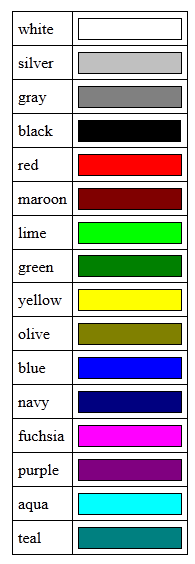 white
silver
gray
black
red
maroon
lime
green
yellow
olive
blue
navy
fuchsia
purple
aqua
teal